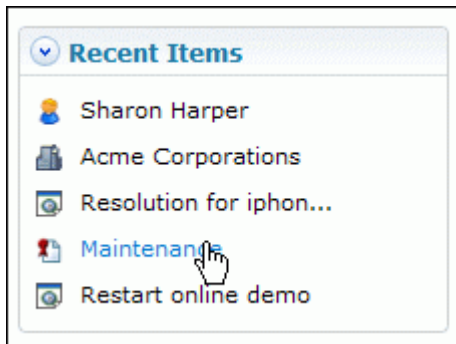 Recent Items
Sharon Harper
Acme Corporations
Resolution for iphon...
Maintenance
Restart online demo